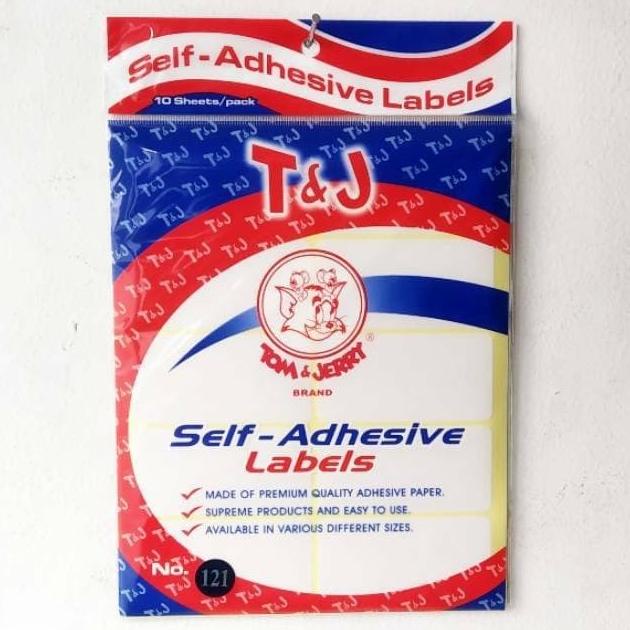 Self-Adhesive Labels
10 Sheets/pack
T&J
TOM & JERRY
®
BRAND
Self-Adhesive
Labels
MADE OF PREMIUM QUALITY ADHESIVE PAPER.
SUPREME PRODUCTS AND EASY TO USE.
AVAILABLE IN VARIOUS DIFFERENT SIZES.
No. 121